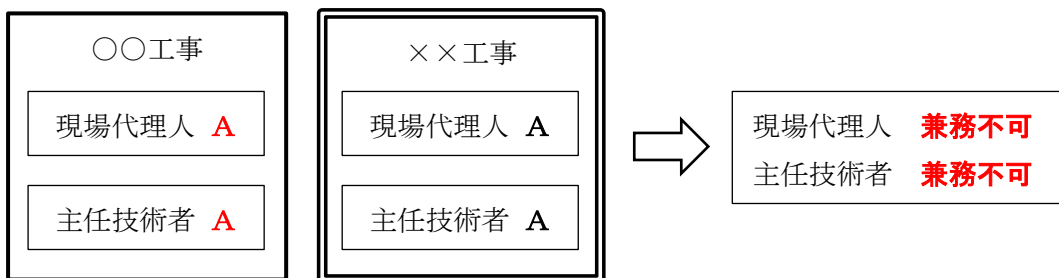 ○○工事
現場代理人 A
主任技術者 A
××工事
現場代理人 A
主任技術者 A
現場代理人 兼務不可
主任技術者 兼務不可